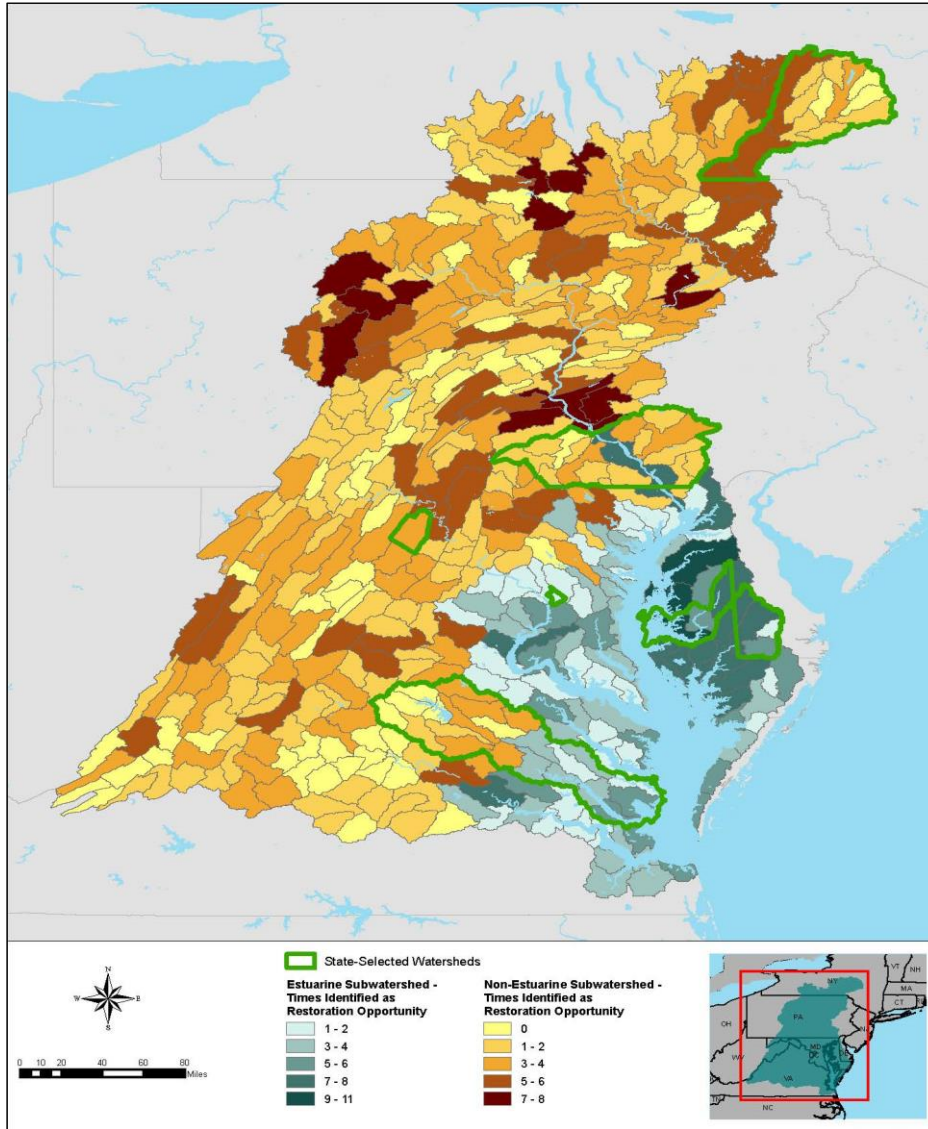 N
W
E
S
0 10 20 40 60 80
Miles
State-Selected Watersheds
Estuarine Subwatershed -
Times Identified as
Restoration Opportunity
1 - 2
3 - 4
5 - 6
7 - 8
9 - 11
Non-Estuarine Subwatershed -
Times Identified as
Restoration Opportunity
0
1 - 2
3 - 4
5 - 6
7 - 8
VT
NH
NY
MA
CT
PA
OH
MD
WV
VA
NC